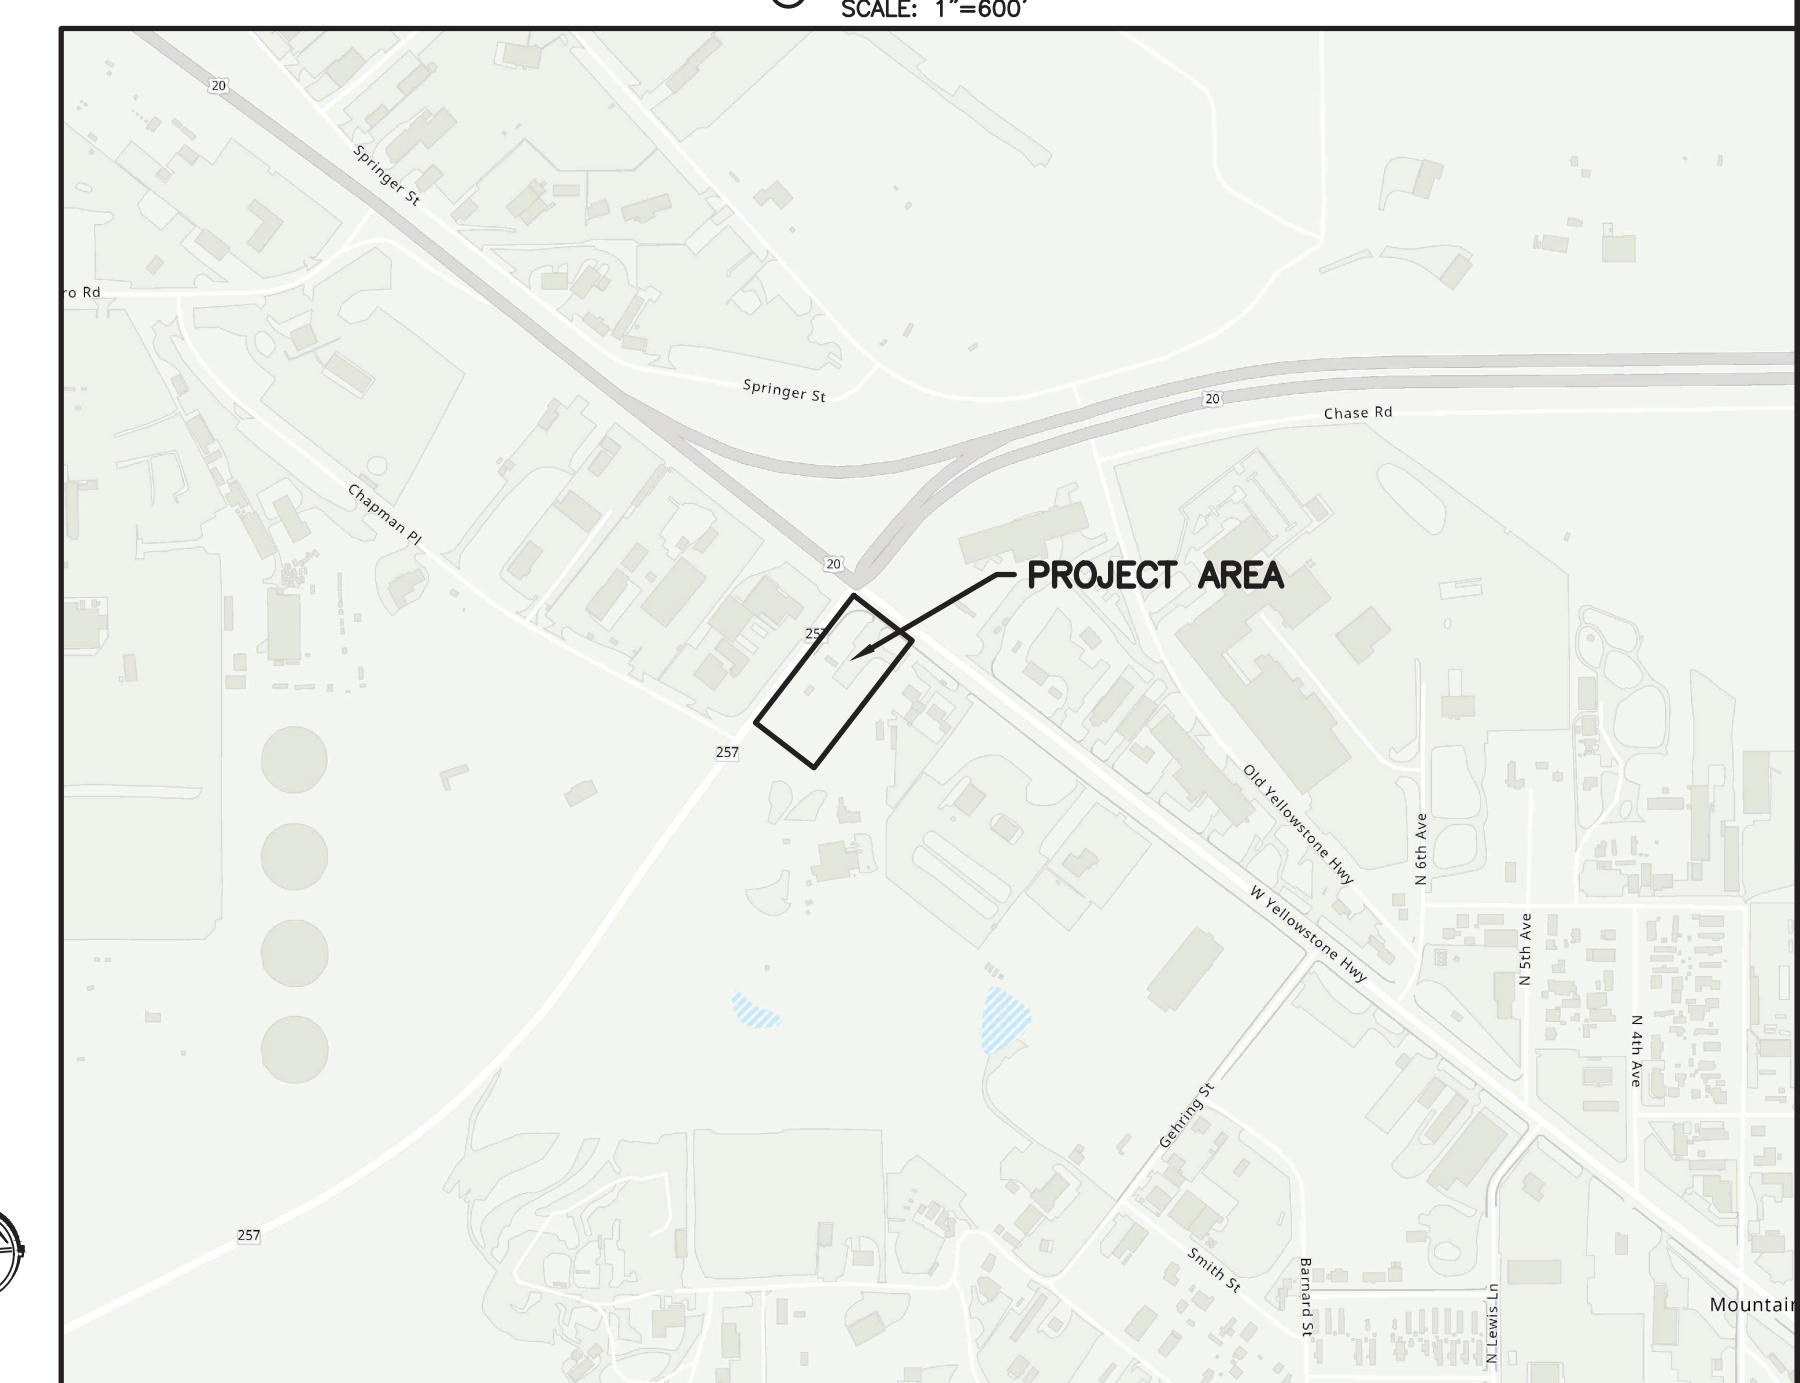 SCALE: 1"=600'
20
Springer St
ro Rd
Springer St
20
Chase Rd
Chapman Pl
20
PROJECT AREA
257
257
Old Yellowstone Hwy
N 6th Ave
W Yellowstone Hwy
N 5th Ave
N 4th Ave
Gehring St
257
Smith St
Barnard St
N Lewis Ln
Mountain